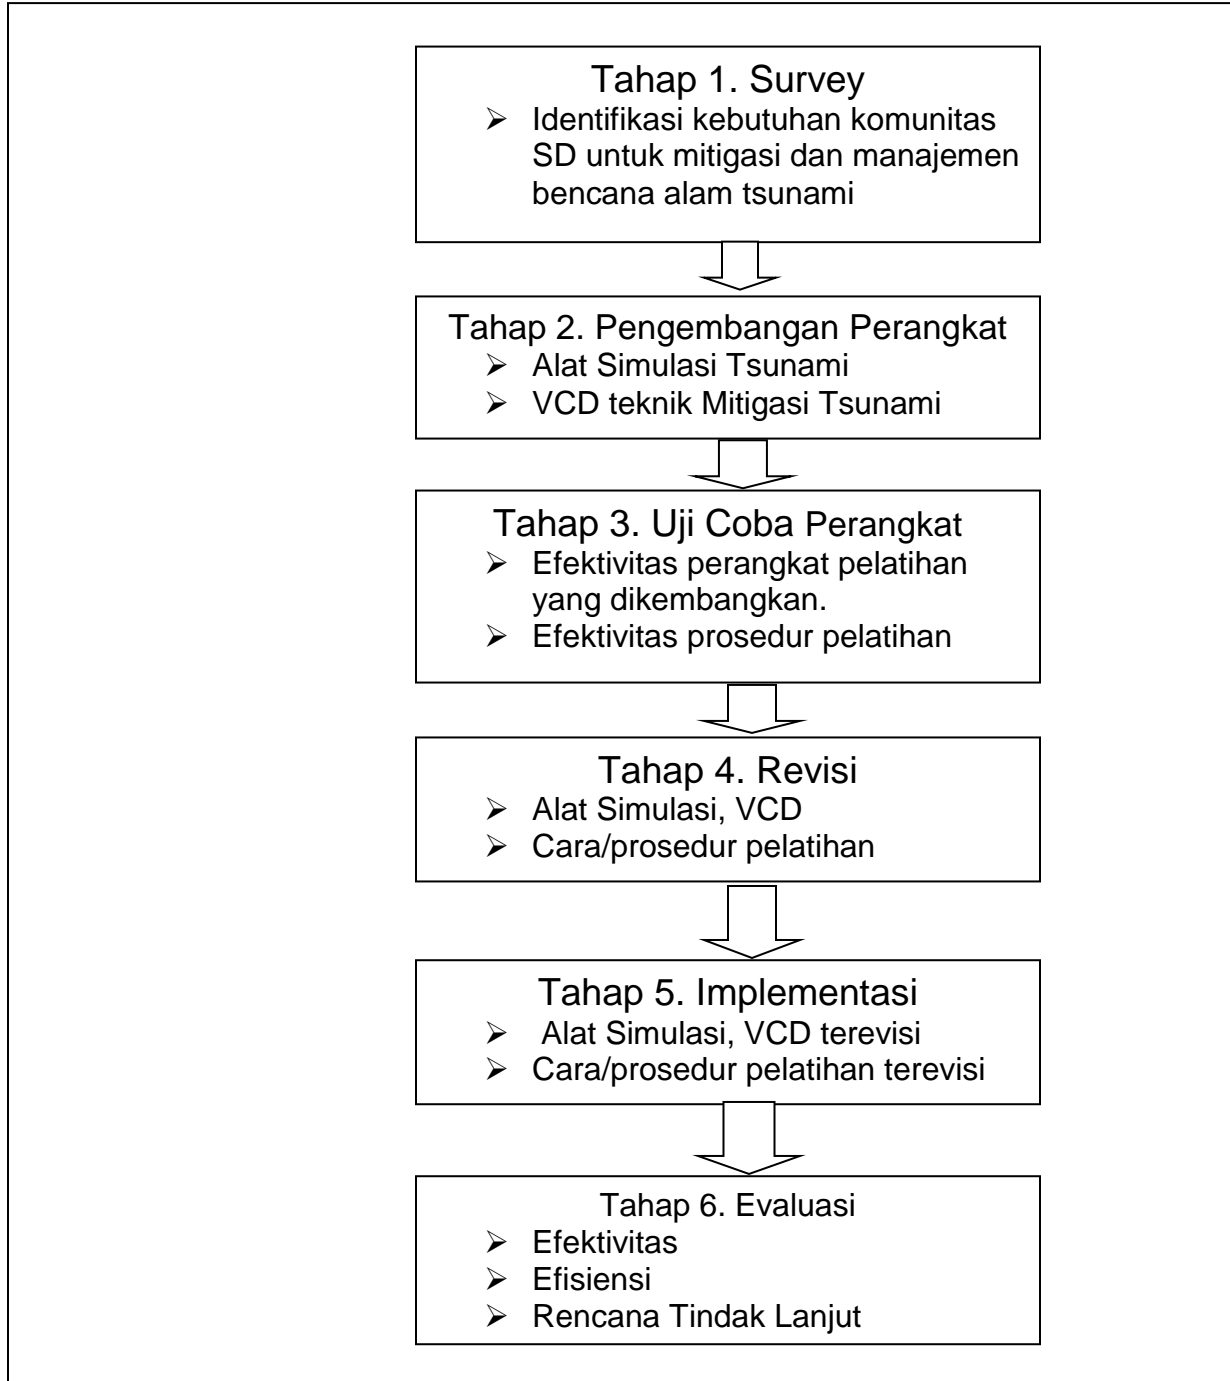 Tahap 1. Survey
➢ Identifikasi kebutuhan komunitas
SD untuk mitigasi dan manajemen
bencana alam tsunami
Tahap 2. Pengembangan Perangkat
➢ Alat Simulasi Tsunami
➢ VCD teknik Mitigasi Tsunami
Tahap 3. Uji Coba Perangkat
➢ Efektivitas perangkat pelatihan
yang dikembangkan.
➢ Efektivitas prosedur pelatihan
Tahap 4. Revisi
➢ Alat Simulasi, VCD
➢ Cara/prosedur pelatihan
Tahap 5. Implementasi
➢ Alat Simulasi, VCD terevisi
➢ Cara/prosedur pelatihan terevisi
Tahap 6. Evaluasi
➢ Efektivitas
➢ Efisiensi
➢ Rencana Tindak Lanjut